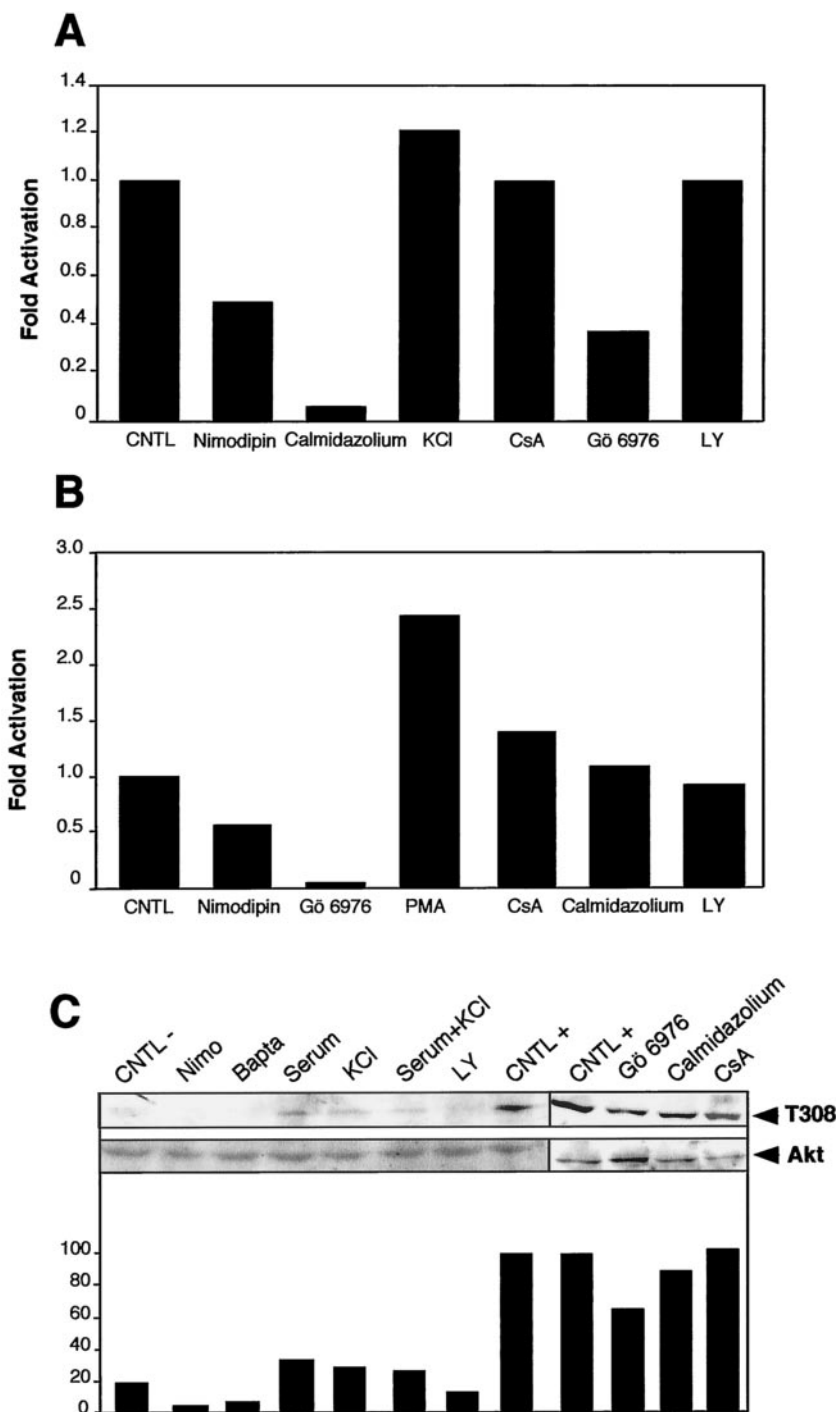 A
Fold Activation
1.4
1.2
1.0
0.8
0.6
0.4
0.2
0
CNTL Nimodipin Calmidazolium KCl CsA Gö 6976 LY
B
Fold Activation
3.0
2.5
2.0
1.5
1.0
0.5
0
CNTL Nimodipin Gö 6976 PMA CsA Calmidazolium LY
C
CNTL - Nimo Bapta Serum KCl Serum+KCl LY CNTL + CNTL + Gö 6976 Calmidazolium CsA
T308
Akt
100
80
60
40
20
0